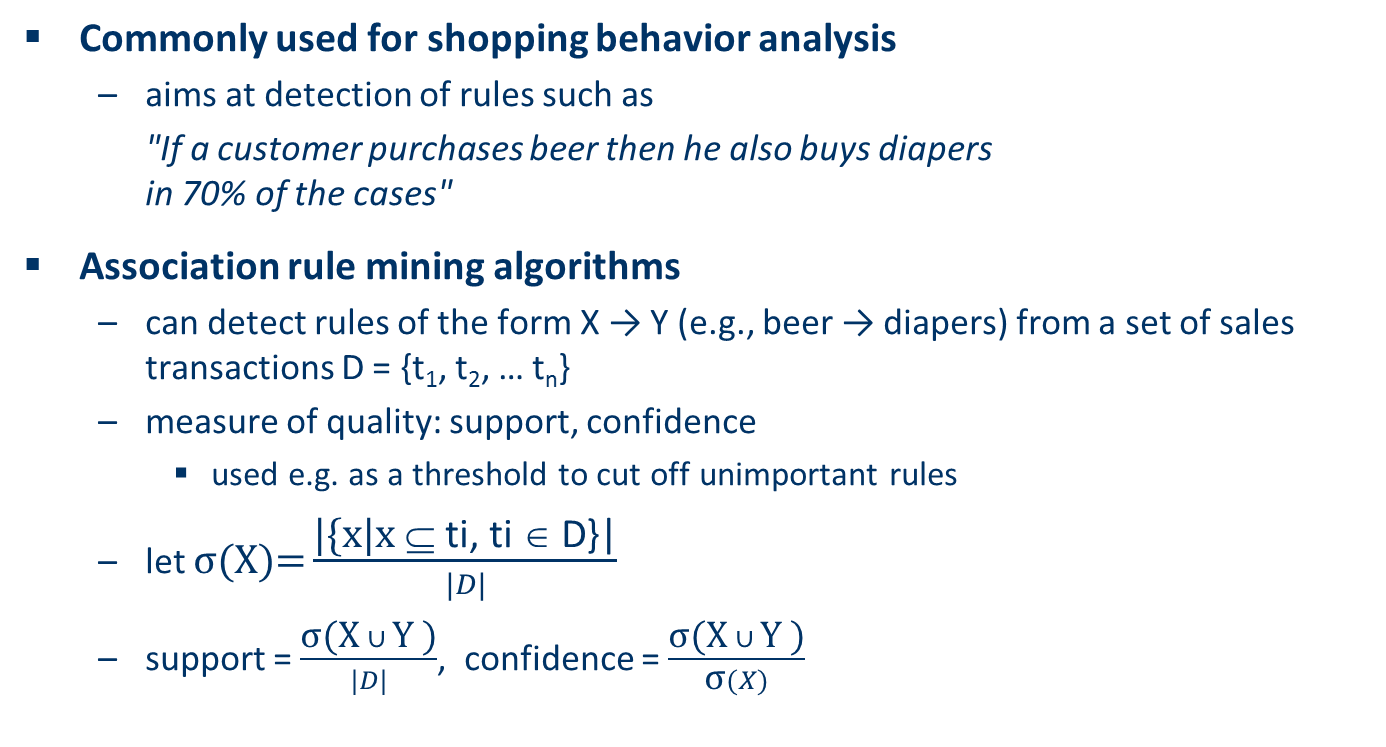 ▪ Commonly used for shopping behavior analysis
– aims at detection of rules such as
"If a customer purchases beer then he also buys diapers
in 70% of the cases"
▪ Association rule mining algorithms
– can detect rules of the form X → Y (e.g., beer → diapers) from a set of sales
transactions D = {t₁, t₂, … tₙ}
– measure of quality: support, confidence
▪ used e.g. as a threshold to cut off unimportant rules
– let σ(X)= |{x|x ⊆ ti, ti ∈ D}| / |D|
– support = σ(X ∪ Y ) / |D|, confidence = σ(X ∪ Y ) / σ(X)